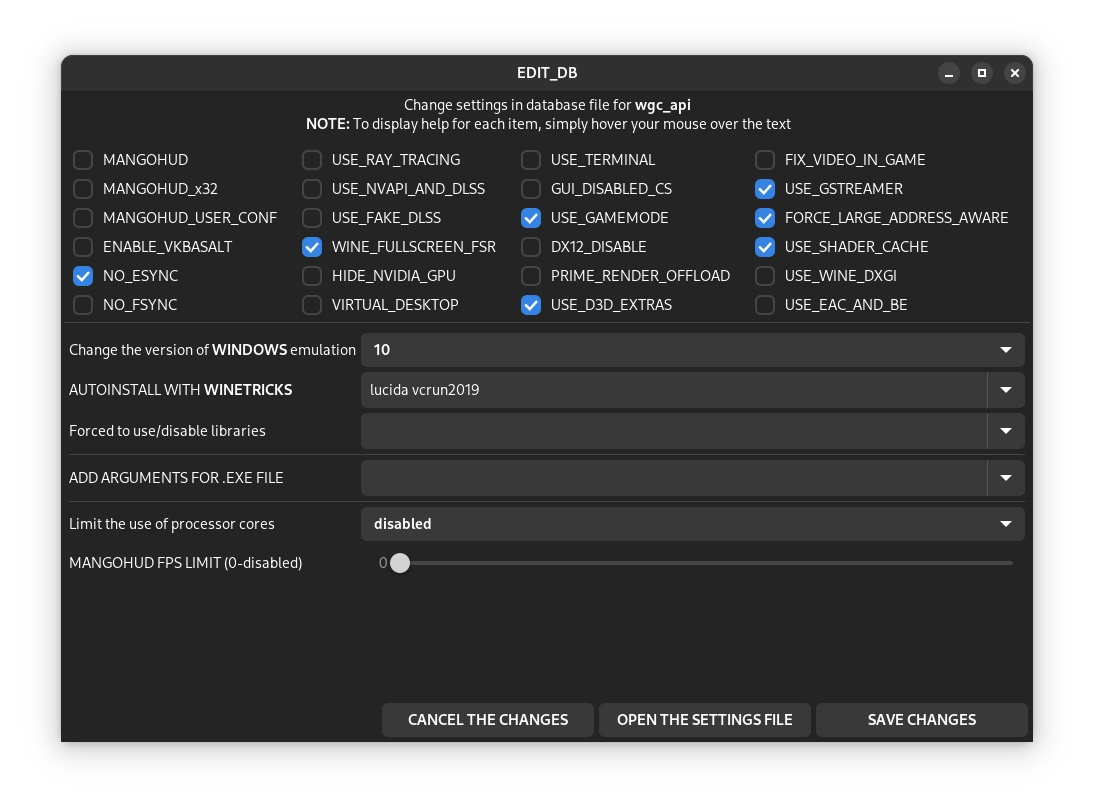 EDIT_DB
Change settings in database file for wgc_api
NOTE: To display help for each item, simply hover your mouse over the text
MANGOHUD USE_RAY_TRACING USE_TERMINAL FIX_VIDEO_IN_GAME
MANGOHUD_x32 USE_NVAPI_AND_DLSS GUI_DISABLED_CS USE_GSTREAMER
MANGOHUD_USER_CONF USE_FAKE_DLSS USE_GAMEMODE FORCE_LARGE_ADDRESS_AWARE
ENABLE_VKBASALT WINE_FULLSCREEN_FSR DX12_DISABLE USE_SHADER_CACHE
NO_ESYNC HIDE_NVIDIA_GPU PRIME_RENDER_OFFLOAD USE_WINE_DXGI
NO_FSYNC VIRTUAL_DESKTOP USE_D3D_EXTRAS USE_EAC_AND_BE
Change the version of WINDOWS emulation 10
AUTOINSTALL WITH WINETRICKS lucida vcrun2019
Forced to use/disable libraries
ADD ARGUMENTS FOR .EXE FILE
Limit the use of processor cores disabled
MANGOHUD FPS LIMIT (0-disabled) 0
CANCEL THE CHANGES OPEN THE SETTINGS FILE SAVE CHANGES